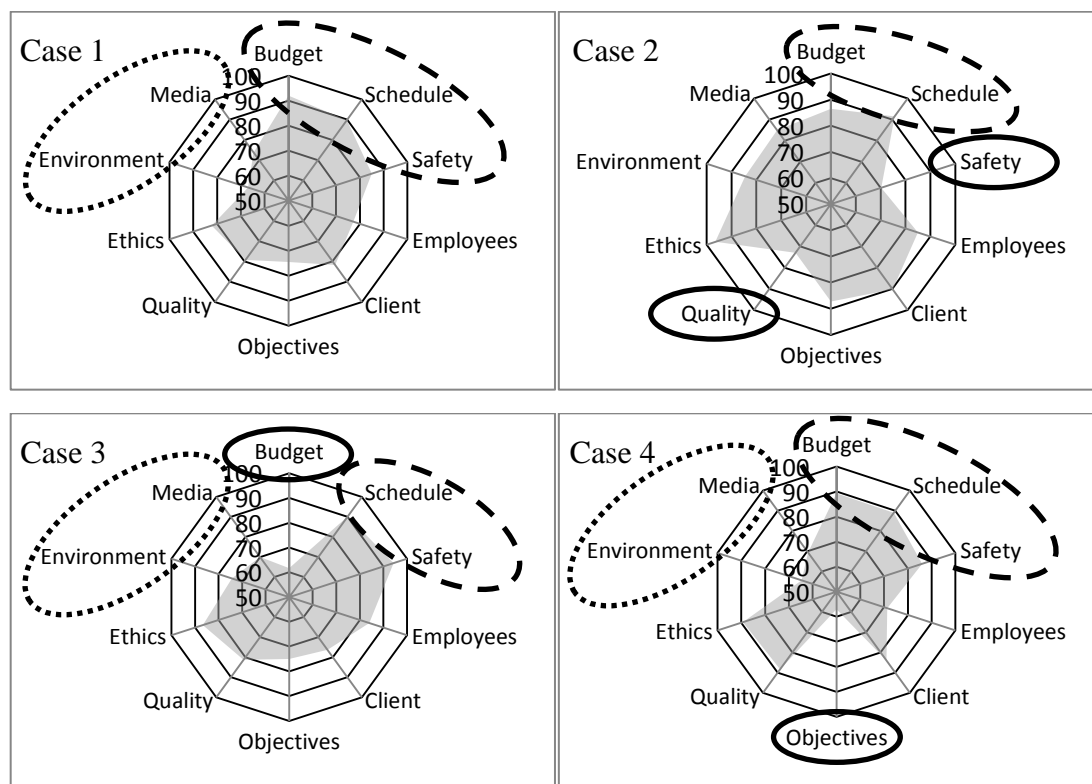 Case 1
Budget
Schedule
Safety
Employees
Client
Objectives
Quality
Ethics
Environment
Media
100
90
80
70
60
50
Case 2
Budget
Schedule
Safety
Employees
Client
Objectives
Quality
Ethics
Environment
Media
100
90
80
70
60
50
Case 3
Budget
Schedule
Safety
Employees
Client
Objectives
Quality
Ethics
Environment
Media
100
90
80
70
60
50
Case 4
Budget
Schedule
Safety
Employees
Client
Objectives
Quality
Ethics
Environment
Media
100
90
80
70
60
50